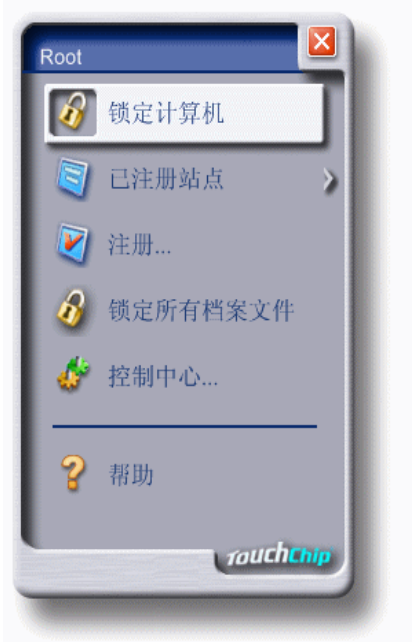 Root
锁定计算机
已注册站点
注册...
锁定所有档案文件
控制中心...
帮助
TouchChip